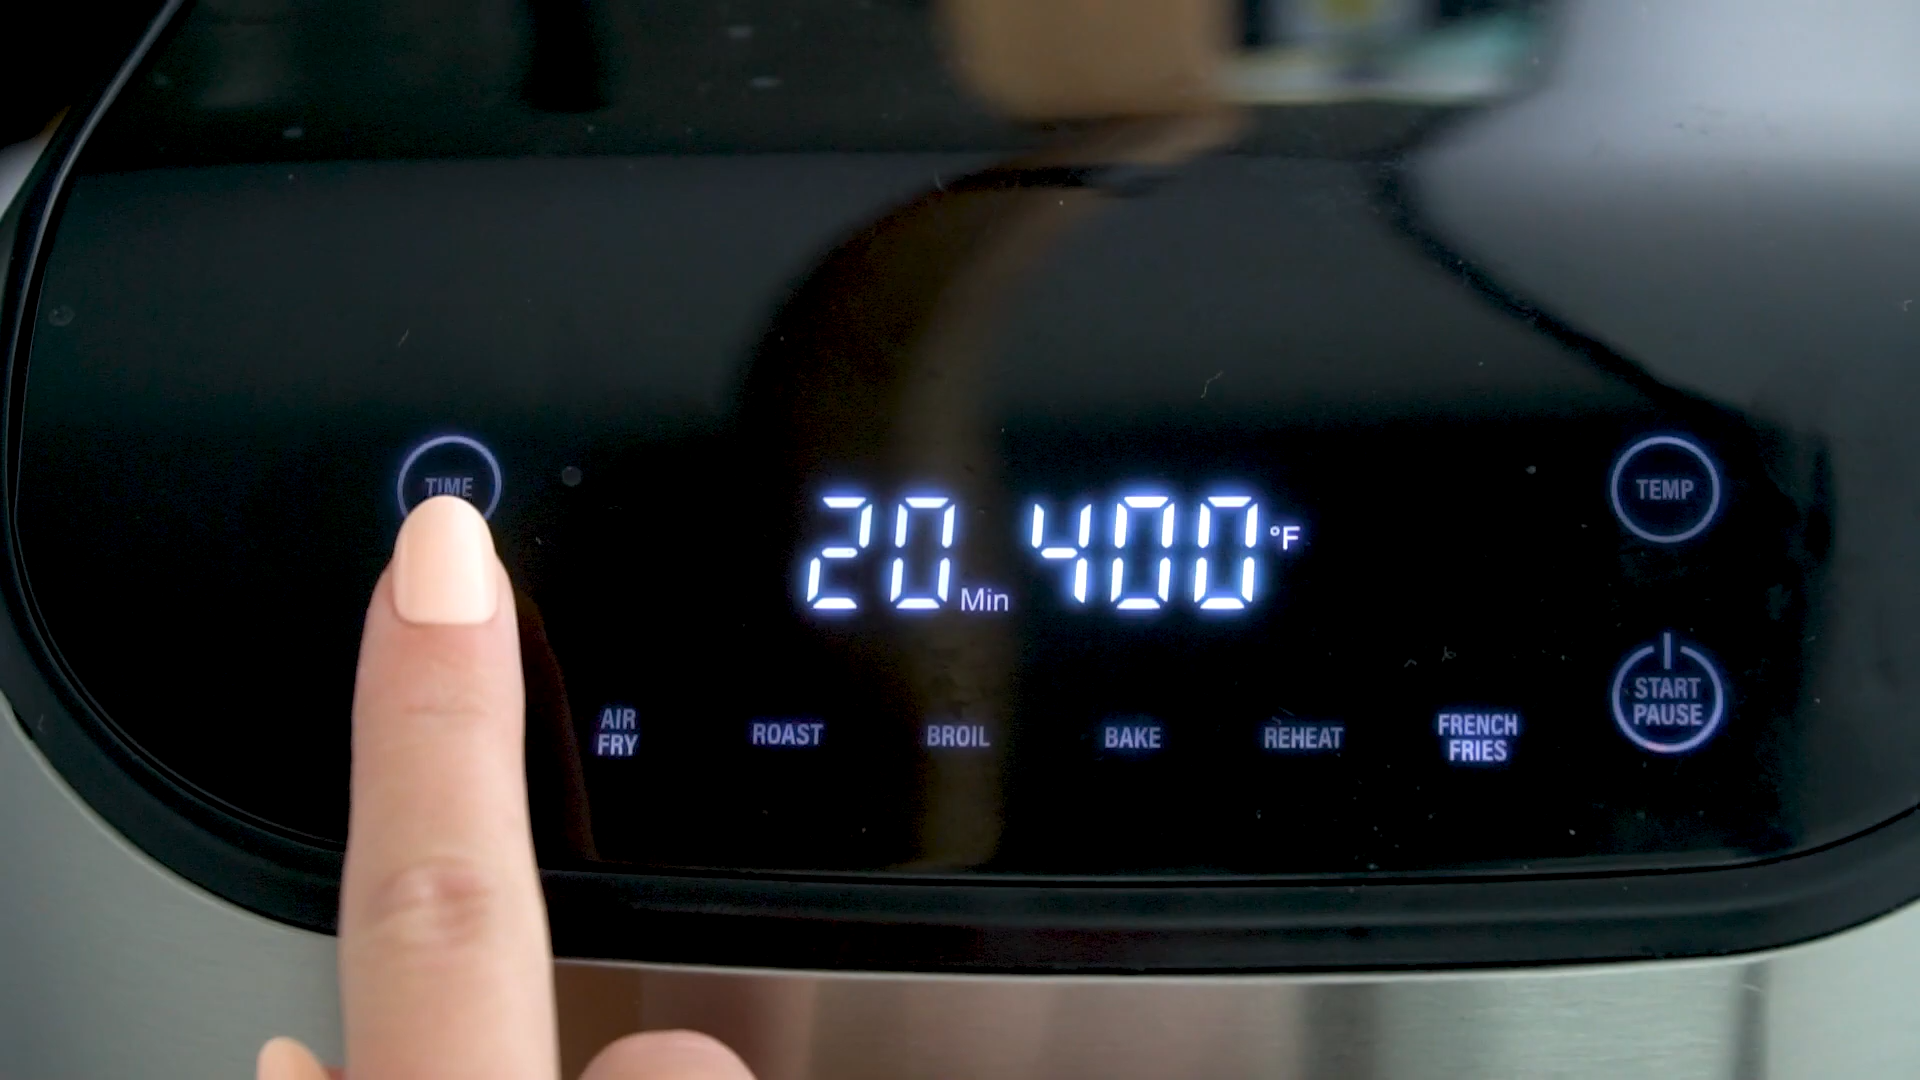 TIME
20 Min 400 °F
TEMP
START
PAUSE
AIR
FRY
ROAST
BROIL
BAKE
REHEAT
FRENCH
FRIES